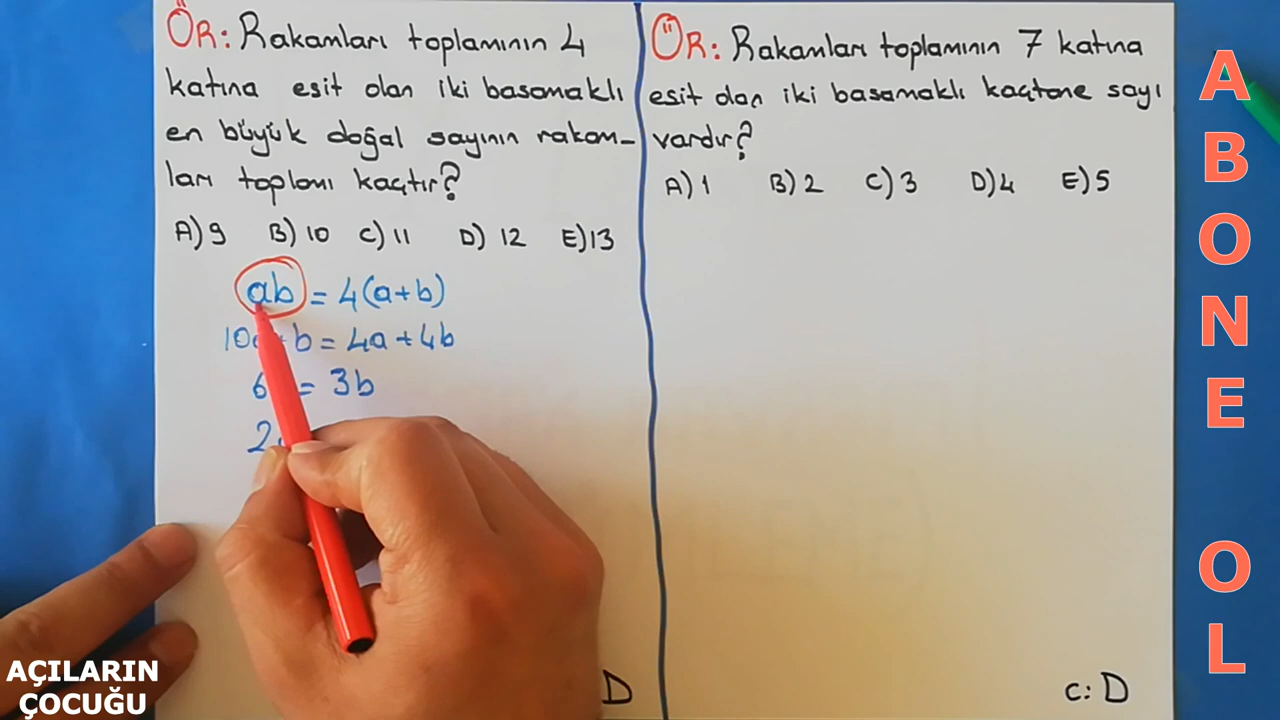 ÖR: Rakamları toplamının 4
katına eşit olan iki basamaklı
en büyük doğal sayının rakam-
ları toplamı kaçtır?
A) 9 B) 10 C) 11 D) 12 E) 13
ab = 4(a+b)
b = 4a + 4b
6 = 3b
2
D
ÖR: Rakamları toplamının 7 katına
eşit olan iki basamaklı kaçtane sayı
vardır?
A) 1 B) 2 C) 3 D) 4 E) 5
C: D
ABONE
OL
AÇILARIN
ÇOCUĞU